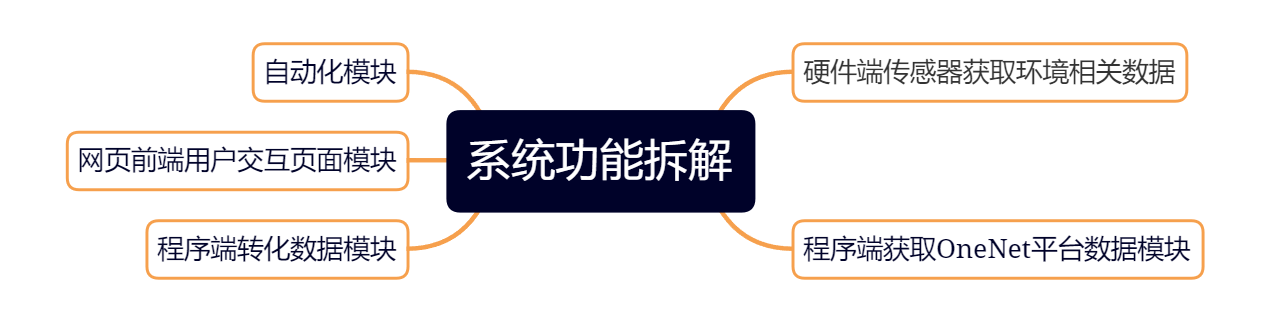 自动化模块
硬件端传感器获取环境相关数据
网页前端用户交互页面模块
系统功能拆解
程序端转化数据模块
程序端获取OneNet平台数据模块